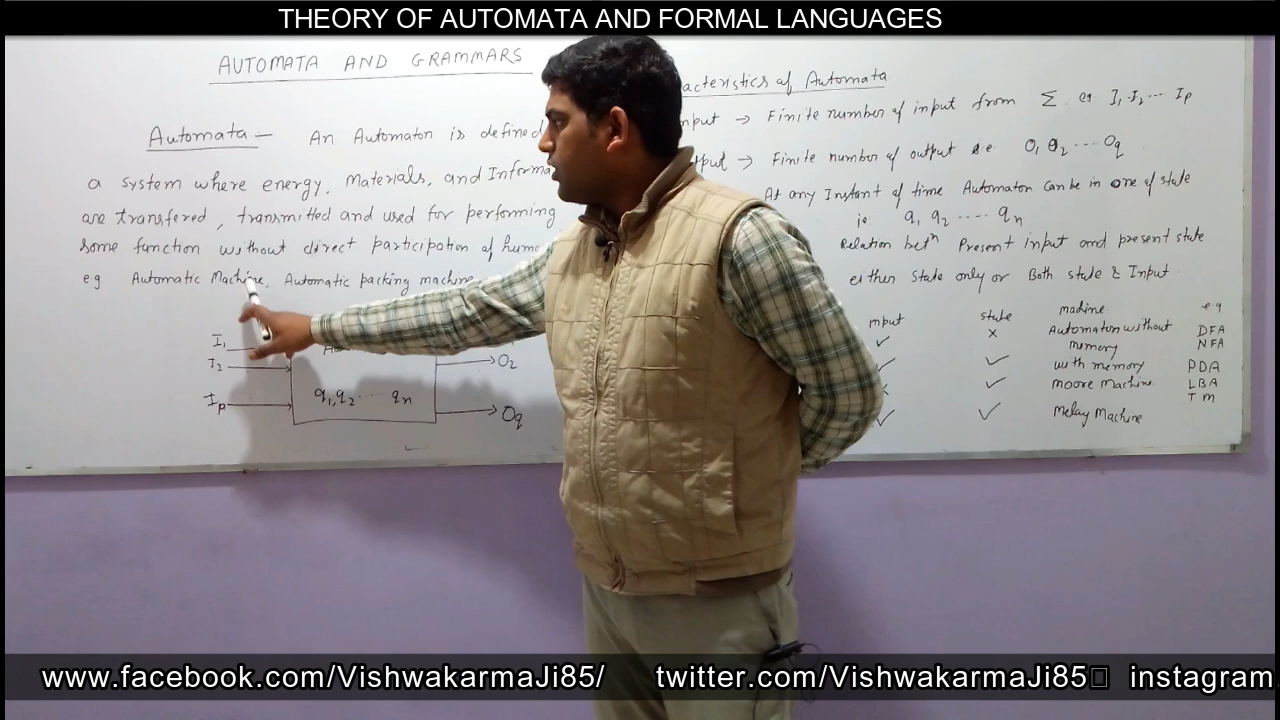 THEORY OF AUTOMATA AND FORMAL LANGUAGES
AUTOMATA AND GRAMMARS
Automata – An Automaton is defined
a system where energy, Materials, and Informa
are transfered, transmitted and used for performing
some function without direct participation of huma
eg Automatic Machine, Automatic packing machine
I1
I2
Ip
q1, q2 ..... qn
O2
Oq
acteristics of Automata
nput → Finite number of input from Σ eg I1, I2 ... Ip
tput → Finite number of output i.e. O1 O2 ... Oq
At any Instant of time Automaton can be in one of state
ie q1 q2 ..... qn
Relation betn Present input and present state
either state only or Both state & Input
input state machine eg
✓ × Automaton without memory DFA NFA
✓ ✓ with memory PDA
× ✓ moore Machine LBA
TM
✓ ✓ Melay Machine
www.facebook.com/VishwakarmaJi85/ twitter.com/VishwakarmaJi85 instagram